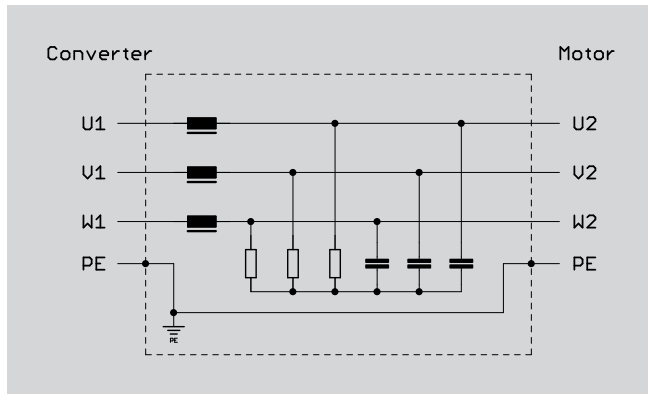 Converter Motor
U1 U2
V1 V2
W1 W2
PE PE
PE